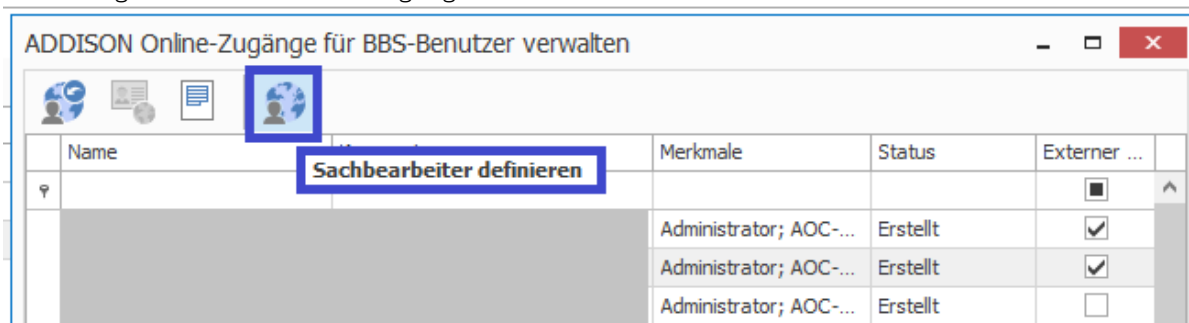 ADDISON Online-Zugänge für BBS-Benutzer verwalten
Name Merkmale Status Externer ...
Sachbearbeiter definieren
Administrator; AOC-... Erstellt
Administrator; AOC-... Erstellt
Administrator; AOC-... Erstellt